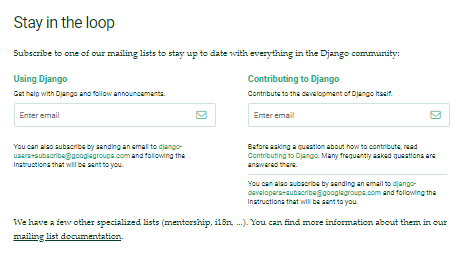 Stay in the loop
Subscribe to one of our mailing lists to stay up to date with everything in the Django community:
Using Django
Get help with Django and follow announcements.
Enter email
You can also subscribe by sending an email to django-
users+subscribe@googlegroups.com and following the
instructions that will be sent to you.
Contributing to Django
Contribute to the development of Django itself.
Enter email
Before asking a question about how to contribute, read
Contributing to Django. Many frequently asked questions are
answered there.
You can also subscribe by sending an email to django-
developers+subscribe@googlegroups.com and following the
instructions that will be sent to you.
We have a few other specialized lists (mentorship, i18n, ...). You can find more information about them in our
mailing list documentation.